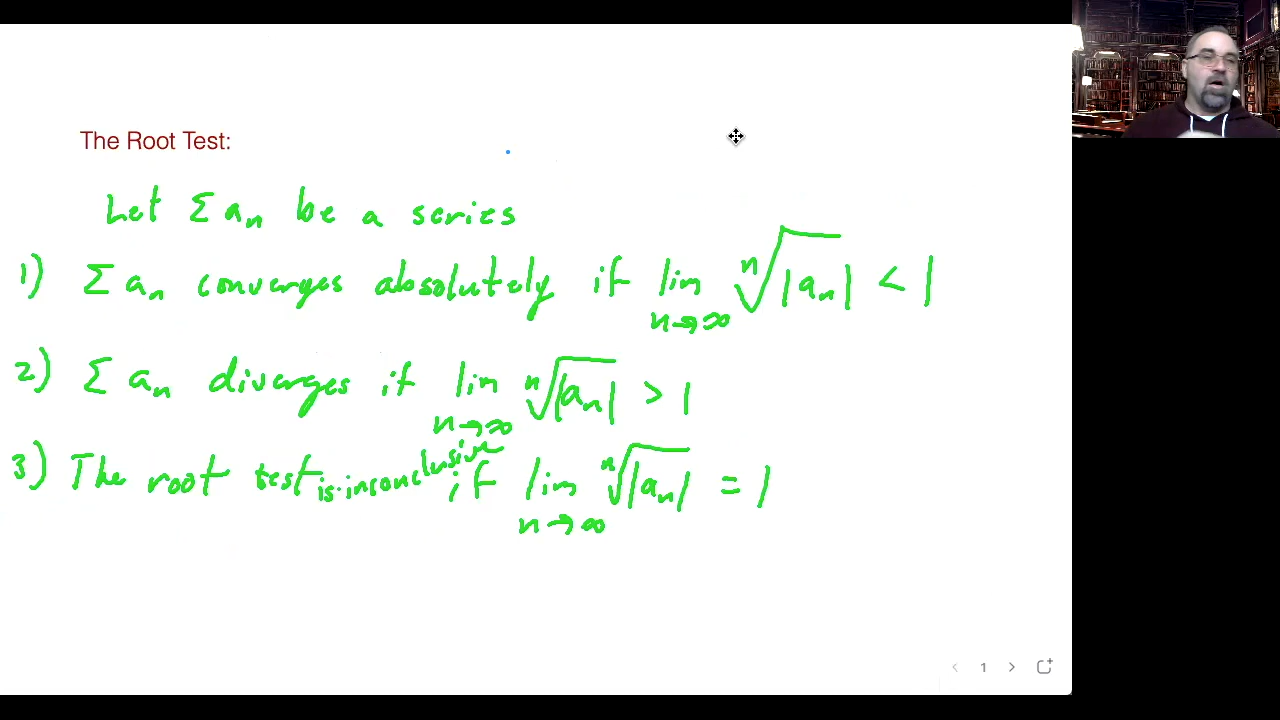 The Root Test:
Let Σ aₙ be a series
1) Σ aₙ converges absolutely if lim n→∞ ⁿ√|aₙ| < 1
2) Σ aₙ diverges if lim n→∞ ⁿ√|aₙ| > 1
3) The root test is inconclusive if lim n→∞ ⁿ√|aₙ| = 1
1